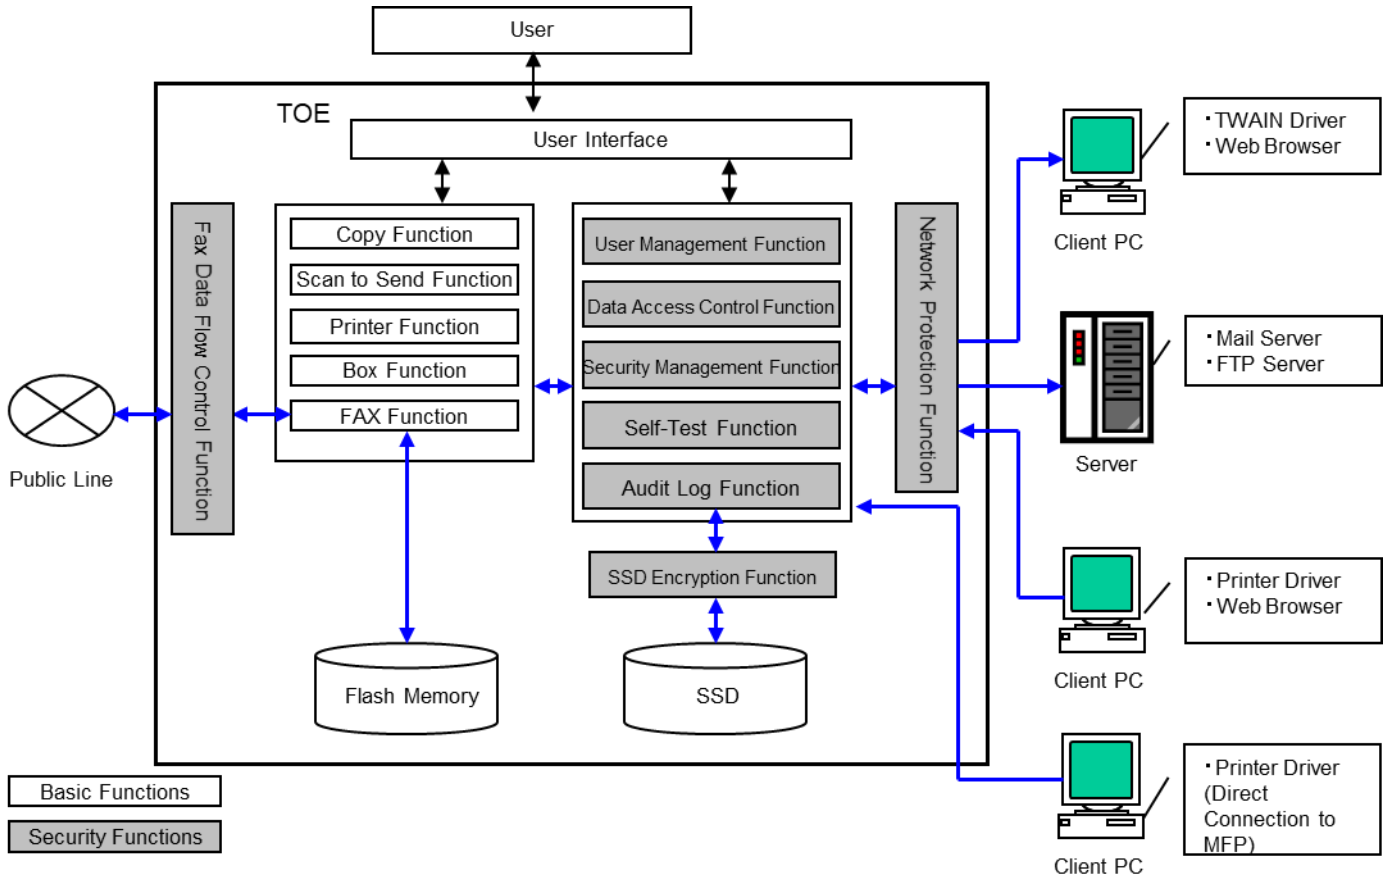 User
TOE
User Interface
Fax Data Flow Control Function
Copy Function
Scan to Send Function
Printer Function
Box Function
FAX Function
User Management Function
Data Access Control Function
Security Management Function
Self-Test Function
Audit Log Function
SSD Encryption Function
Network Protection Function
Flash Memory
SSD
Public Line
・TWAIN Driver
・Web Browser
Client PC
・Mail Server
・FTP Server
Server
・Printer Driver
・Web Browser
Client PC
・Printer Driver
(Direct
Connection to
MFP)
Client PC
Basic Functions
Security Functions